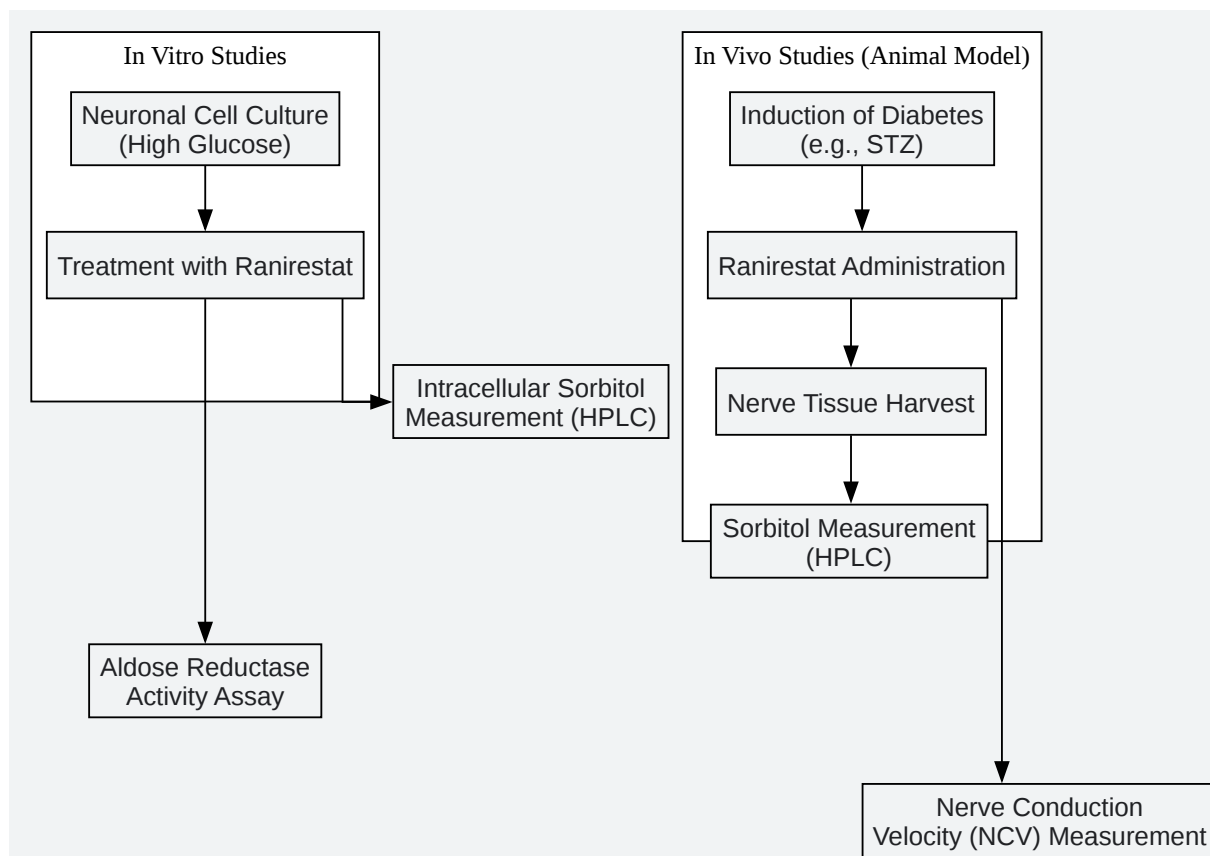 In Vitro Studies
Neuronal Cell Culture
(High Glucose)
Treatment with Ranirestat
Intracellular Sorbitol
Measurement (HPLC)
Aldose Reductase
Activity Assay
In Vivo Studies (Animal Model)
Induction of Diabetes
(e.g., STZ)
Ranirestat Administration
Nerve Tissue Harvest
Sorbitol Measurement
(HPLC)
Nerve Conduction
Velocity (NCV) Measurement